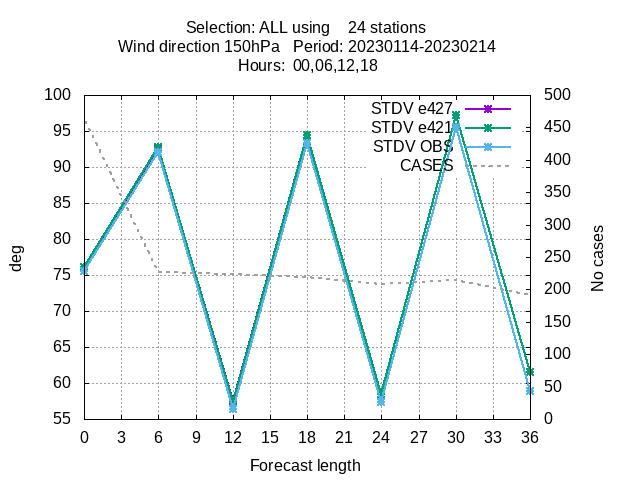 Selection: ALL using 24 stations
Wind direction 150hPa Period: 20230114-20230214
Hours: 00,06,12,18
100 500
STDV e427
STDV e421
STDV OBS
CASES
95 450
90 400
85 350
80 300
75 250
70 200
65 150
60 100
55 50
0
deg
No cases
0 3 6 9 12 15 18 21 24 27 30 33 36
Forecast length